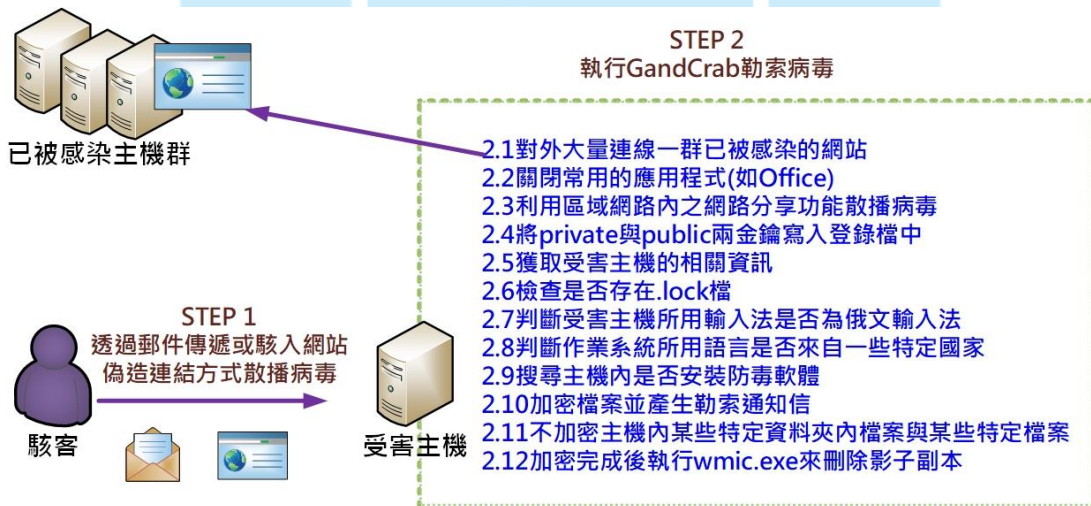 STEP 2
執行GandCrab勒索病毒
已被感染主機群
2.1對外大量連線一群已被感染的網站
2.2關閉常用的應用程式(如Office)
2.3利用區域網路內之網路分享功能散播病毒
2.4將private與public兩金鑰寫入登錄檔中
2.5獲取受害主機的相關資訊
2.6檢查是否存在.lock檔
2.7判斷受害主機所用輸入法是否為俄文輸入法
2.8判斷作業系統所用語言是否來自一些特定國家
2.9搜尋主機內是否安裝防毒軟體
2.10加密檔案並產生勒索通知信
2.11不加密主機內某些特定資料夾內檔案與某些特定檔案
2.12加密完成後執行wmic.exe來刪除影子副本
STEP 1
透過郵件傳遞或駭入網站
偽造連結方式散播病毒
駭客
受害主機